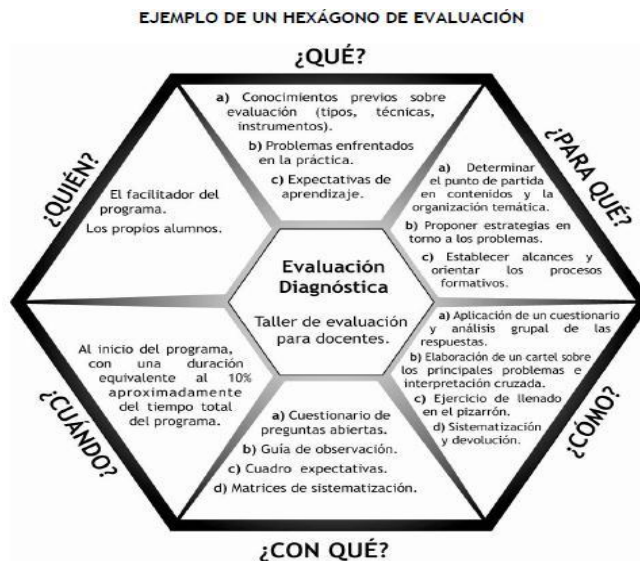 EJEMPLO DE UN HEXÁGONO DE EVALUACIÓN
¿QUÉ?
a) Conocimientos previos sobre
evaluación (tipos, técnicas,
instrumentos).
b) Problemas enfrentados
en la práctica.
c) Expectativas de
aprendizaje.
¿PARA QUÉ?
a) Determinar
el punto de partida
en contenidos y la
organización temática.
b) Proponer estrategias en
torno a los problemas.
c) Establecer alcances y
orientar los procesos
formativos.
¿CÓMO?
a) Aplicación de un cuestionario
y análisis grupal de las
respuestas.
b) Elaboración de un cartel sobre
los principales problemas e
interpretación cruzada.
c) Ejercicio de llenado
en el pizarrón.
d) Sistematización
y devolución.
¿CON QUÉ?
a) Cuestionario de
preguntas abiertas.
b) Guía de observación.
c) Cuadro expectativas.
d) Matrices de sistematización.
¿CUÁNDO?
Al inicio del programa,
con una duración
equivalente al 10%
aproximadamente
del tiempo total
del programa.
¿QUIÉN?
El facilitador del
programa.
Los propios alumnos.
Evaluación
Diagnóstica
Taller de evaluación
para docentes.